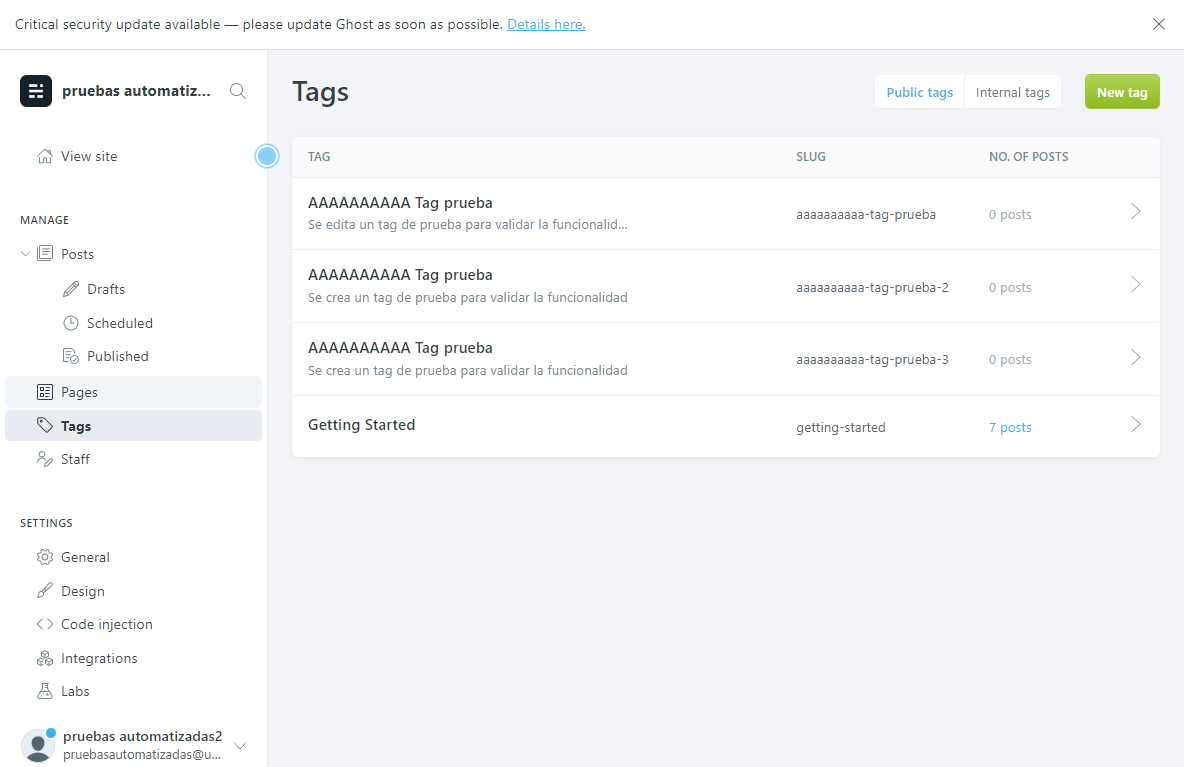 Critical security update available — please update Ghost as soon as possible. Details here.
pruebas automatiz...
Tags
Public tags
Internal tags
New tag
View site
TAG
SLUG
NO. OF POSTS
AAAAAAAAAA Tag prueba
Se edita un tag de prueba para validar la funcionalid...
aaaaaaaaaa-tag-prueba
0 posts
AAAAAAAAAA Tag prueba
Se crea un tag de prueba para validar la funcionalidad
aaaaaaaaaa-tag-prueba-2
0 posts
AAAAAAAAAA Tag prueba
Se crea un tag de prueba para validar la funcionalidad
aaaaaaaaaa-tag-prueba-3
0 posts
Getting Started
getting-started
7 posts
MANAGE
Posts
Drafts
Scheduled
Published
Pages
Tags
Staff
SETTINGS
General
Design
Code injection
Integrations
Labs
pruebas automatizadas2
pruebasautomatizadas@u...